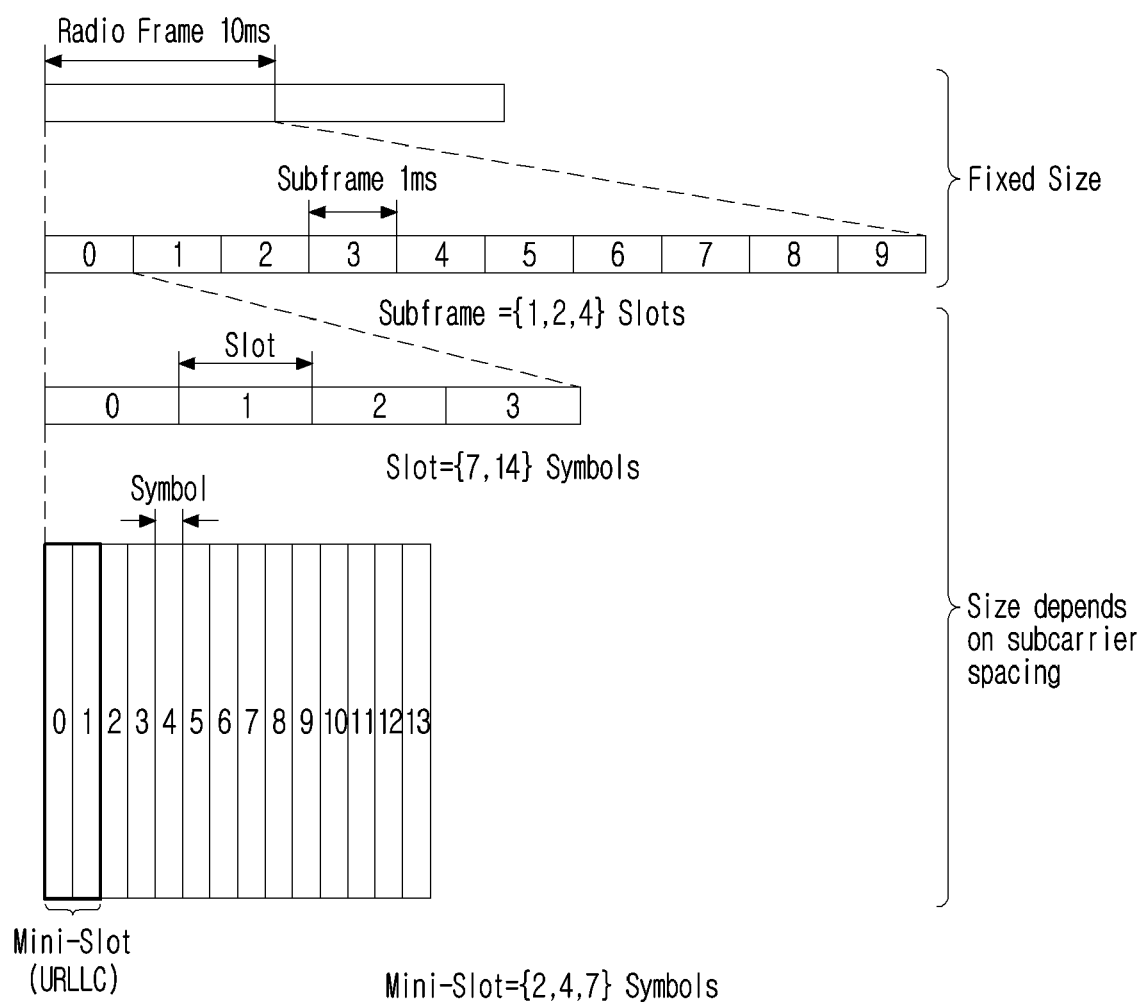 Radio Frame 10ms
Subframe 1ms
Fixed Size
0 1 2 3 4 5 6 7 8 9
Subframe ={1,2,4} Slots
Slot
0 1 2 3
Slot={7,14} Symbols
Symbol
Size depends
on subcarrier
spacing
0 1 2 3 4 5 6 7 8 9 10 11 12 13
Mini-Slot
(URLLC)
Mini-Slot={2,4,7} Symbols